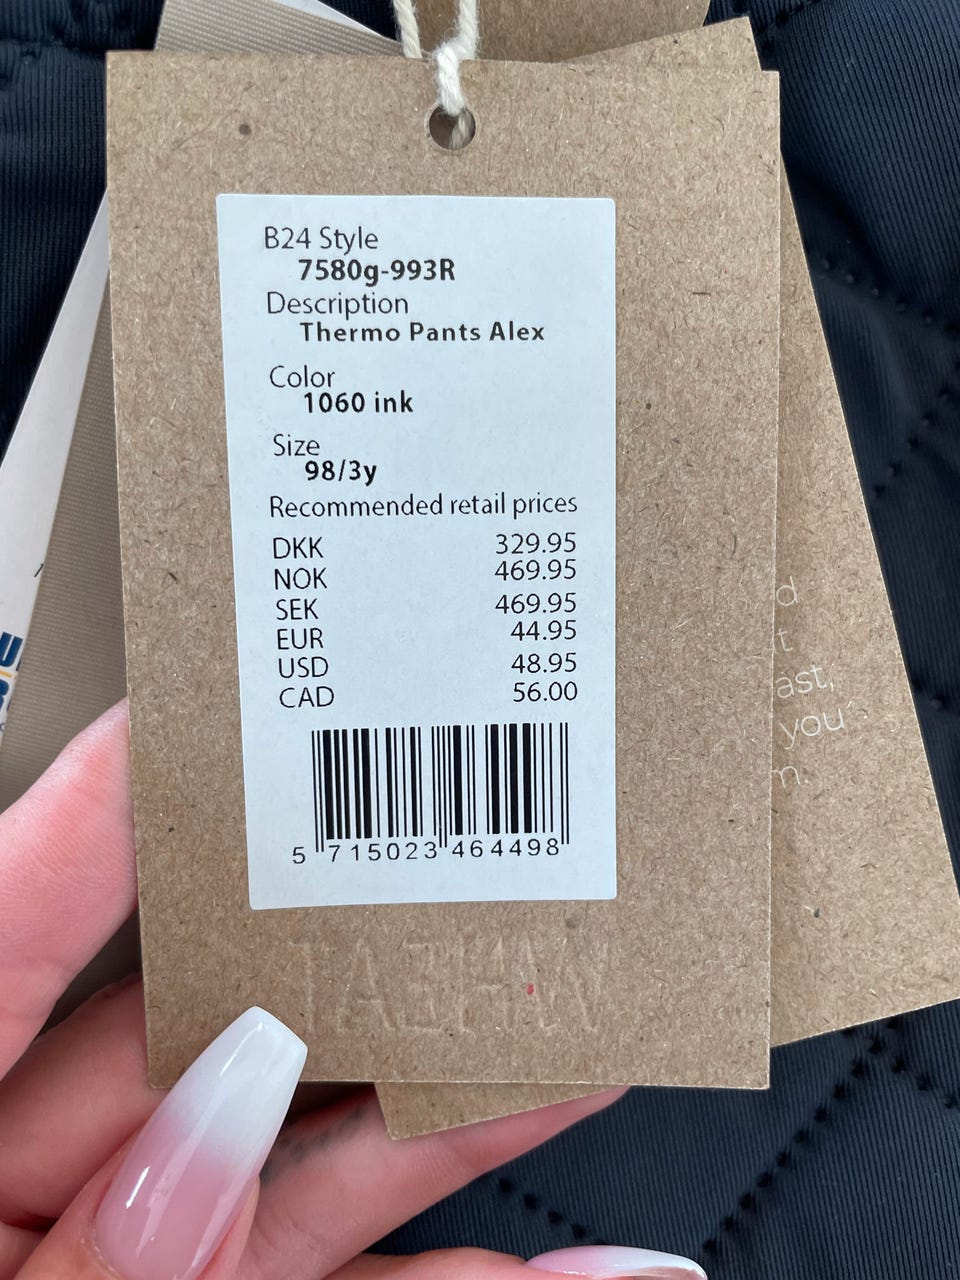 B24 Style
7580g-993R
Description
Thermo Pants Alex
Color
1060 ink
Size
98/3y
Recommended retail prices
DKK 329.95
NOK 469.95
SEK 469.95
EUR 44.95
USD 48.95
CAD 56.00
5 715023 464498
WHEAT
you